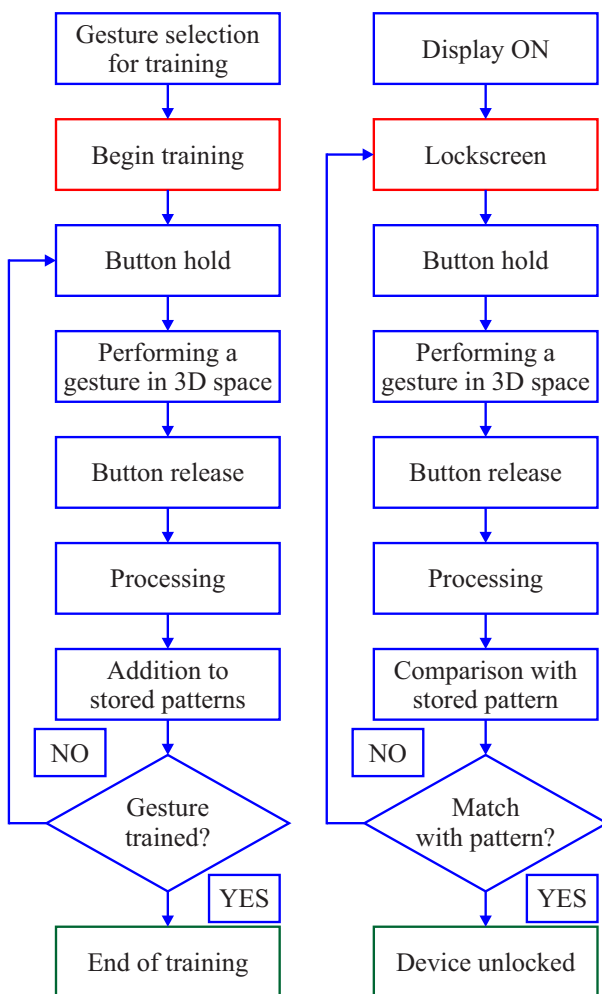 Gesture selection
for training
Begin training
Button hold
Performing a
gesture in 3D space
Button release
Processing
Addition to
stored patterns
NO
Gesture
trained?
YES
End of training
Display ON
Lockscreen
Button hold
Performing a
gesture in 3D space
Button release
Processing
Comparison with
stored pattern
NO
Match
with pattern?
YES
Device unlocked